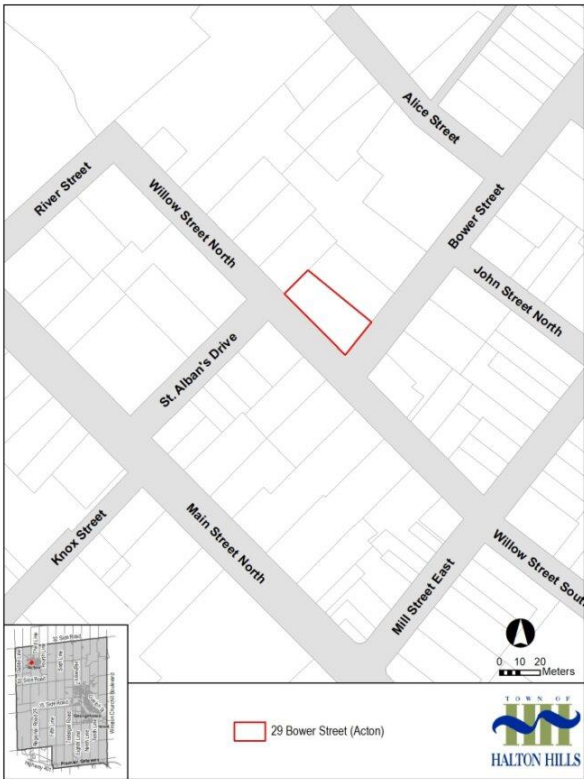 Alice Street
River Street
Willow Street North
Bower Street
John Street North
St. Alban's Drive
Knox Street
Main Street North
Mill Street East
Willow Street Sout
0 10 20
Meters
29 Bower Street (Acton)
TOWN OF
HALTON HILLS